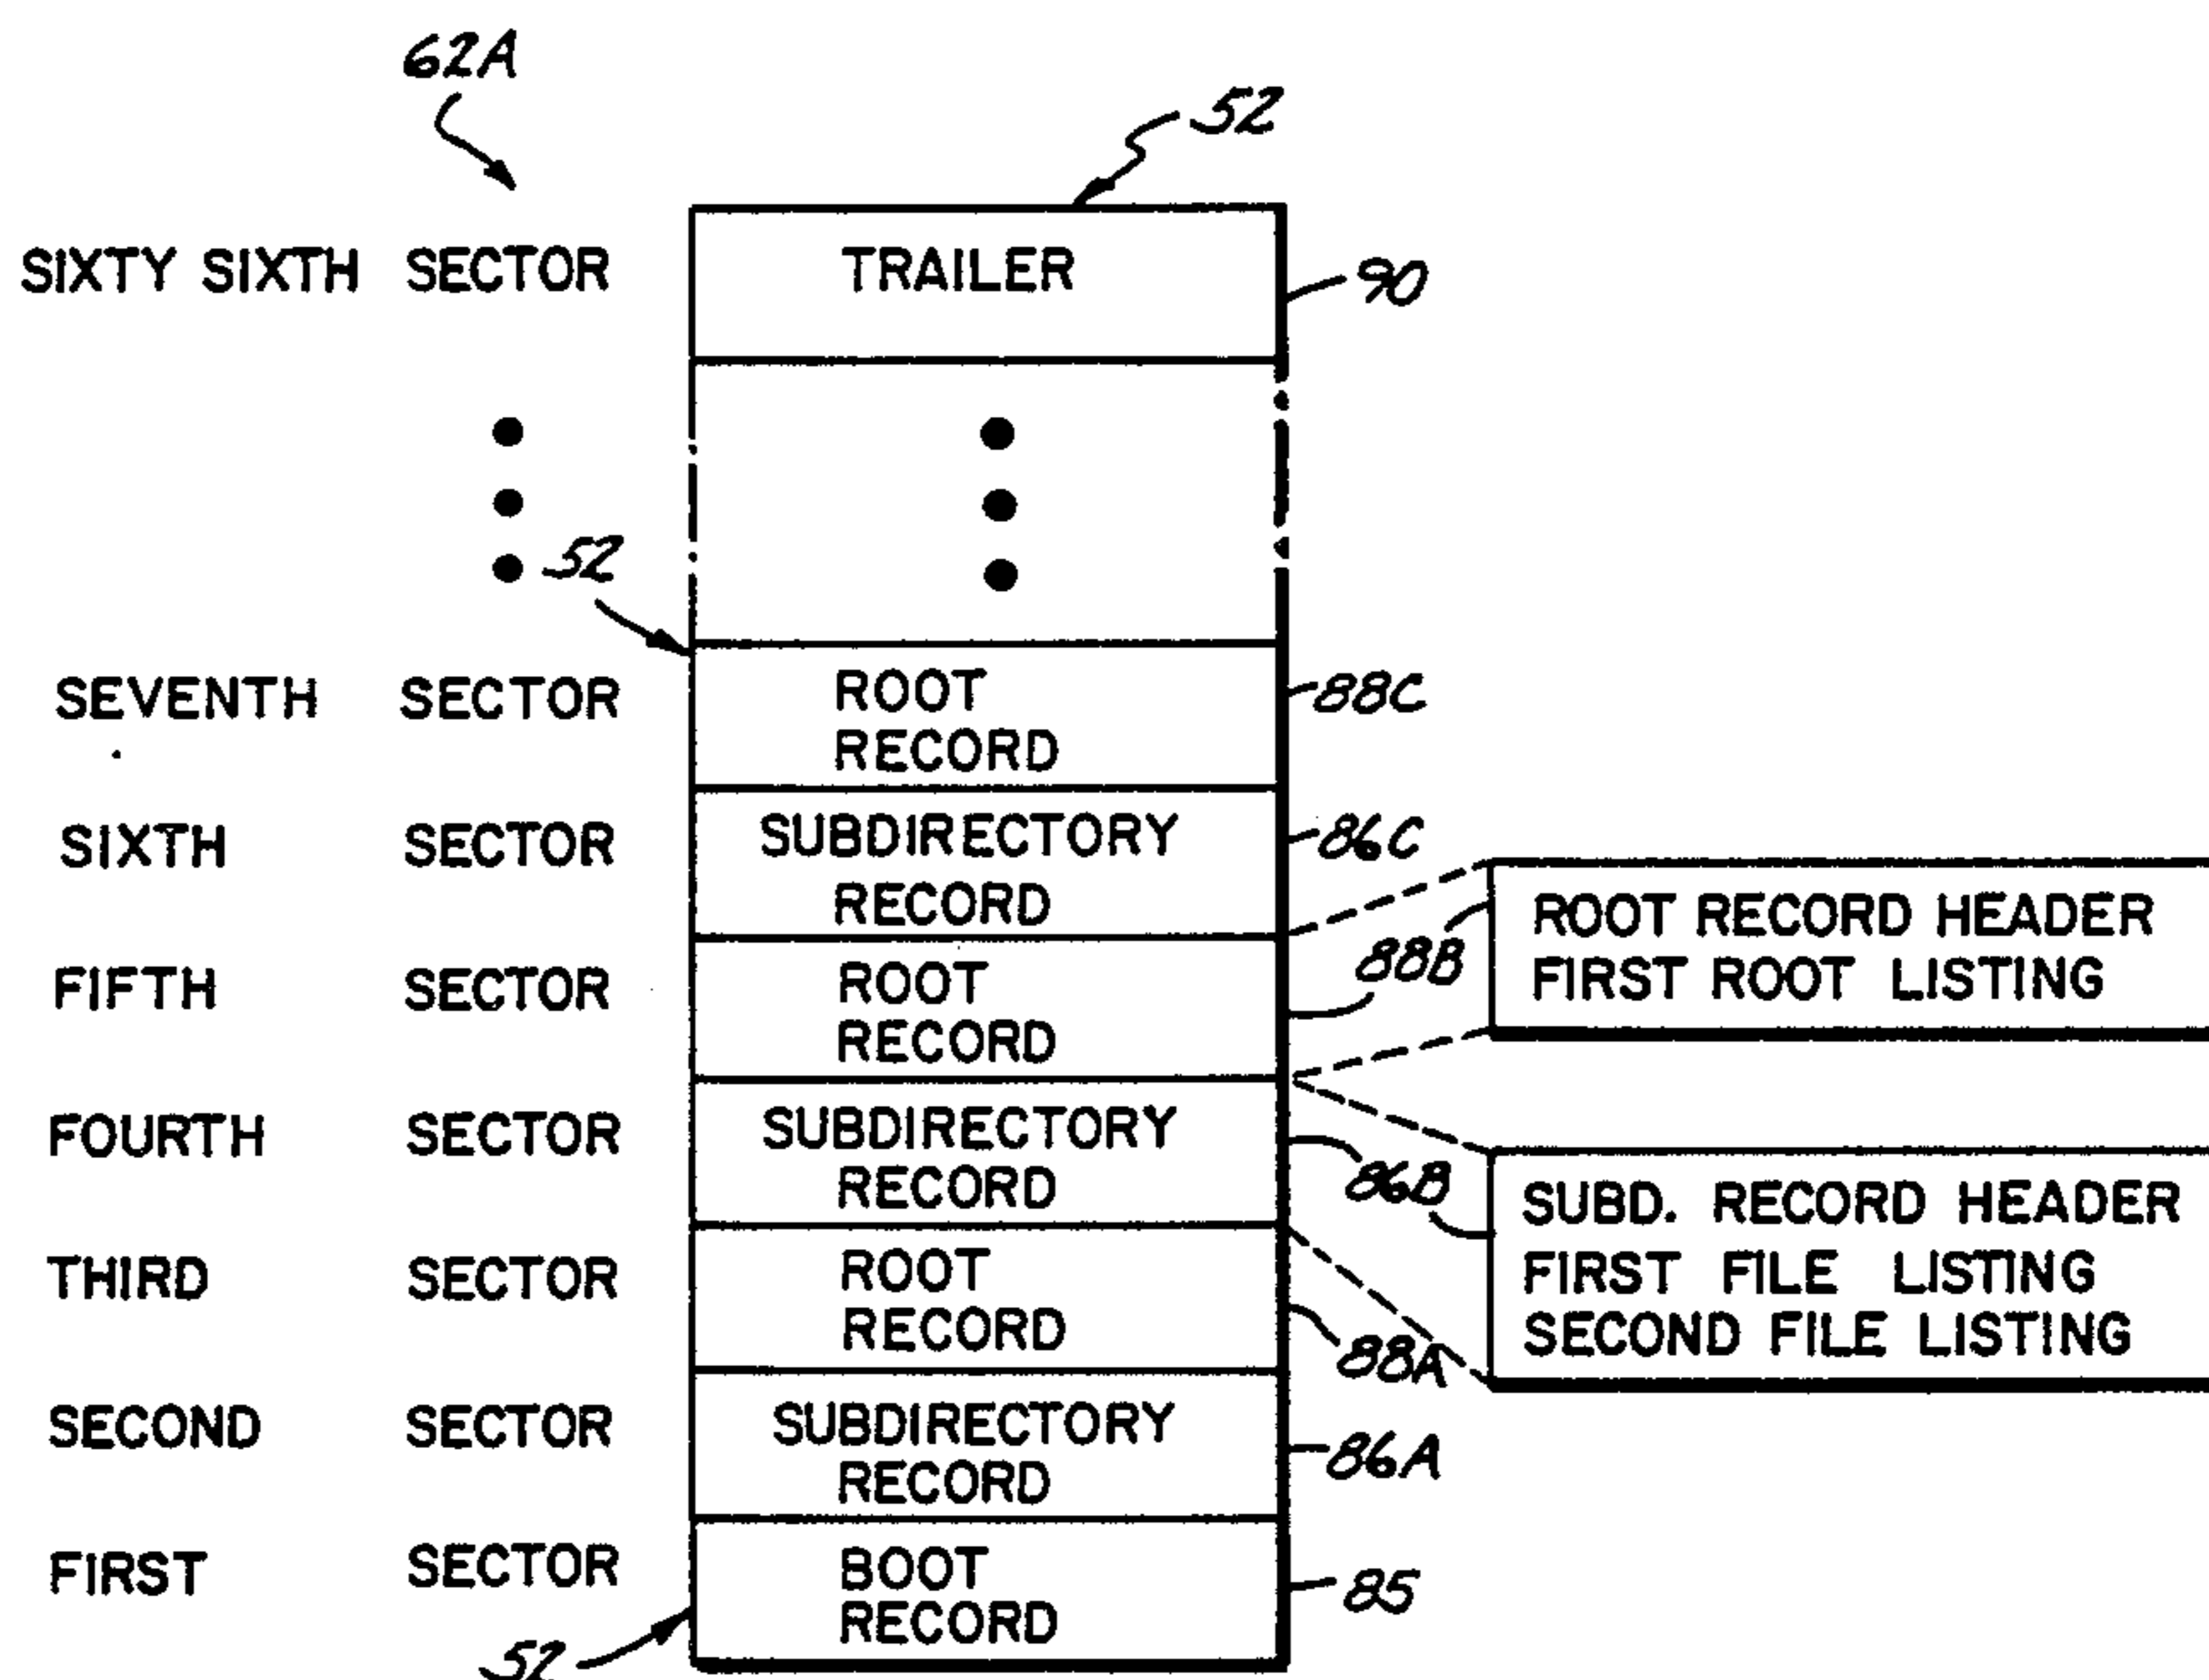 62A
52
SIXTY SIXTH SECTOR TRAILER 90
52
SEVENTH SECTOR ROOT RECORD 88C
SIXTH SECTOR SUBDIRECTORY RECORD 86C
ROOT RECORD HEADER
FIRST ROOT LISTING
88B
FIFTH SECTOR ROOT RECORD
FOURTH SECTOR SUBDIRECTORY RECORD
86B
SUBD. RECORD HEADER
FIRST FILE LISTING
SECOND FILE LISTING
THIRD SECTOR ROOT RECORD 88A
SECOND SECTOR SUBDIRECTORY RECORD 86A
FIRST SECTOR BOOT RECORD 85
52